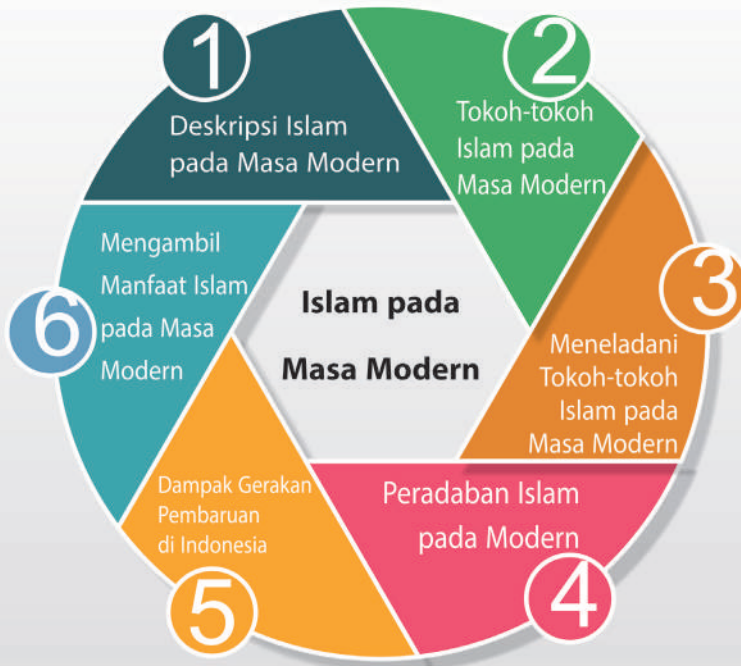 1
Deskripsi Islam
pada Masa Modern
2
Tokoh-tokoh
Islam pada
Masa Modern
3
Meneladani
Tokoh-tokoh
Islam pada
Masa Modern
4
Peradaban Islam
pada Modern
5
Dampak Gerakan
Pembaruan
di Indonesia
6
Mengambil
Manfaat Islam
pada Masa
Modern
Islam pada
Masa Modern